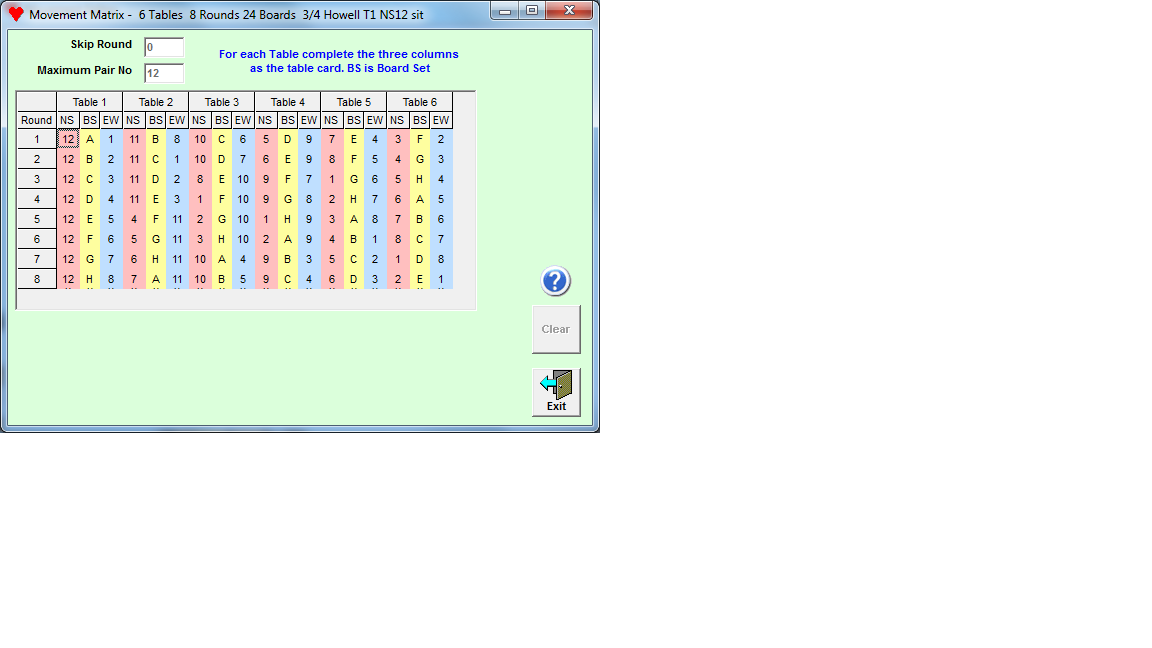 Movement Matrix - 6 Tables 8 Rounds 24 Boards 3/4 Howell T1 NS12 sit
Skip Round 0
For each Table complete the three columns
as the table card. BS is Board Set
Maximum Pair No 12
Table 1 Table 2 Table 3 Table 4 Table 5 Table 6
Round NS BS EW NS BS EW NS BS EW NS BS EW NS BS EW NS BS EW
1 12 A 1 11 B 8 10 C 6 5 D 9 7 E 4 3 F 2
2 12 B 2 11 C 1 10 D 7 6 E 9 8 F 5 4 G 3
3 12 C 3 11 D 2 8 E 10 9 F 7 1 G 6 5 H 4
4 12 D 4 11 E 3 1 F 10 9 G 8 2 H 7 6 A 5
5 12 E 5 4 F 11 2 G 10 1 H 9 3 A 8 7 B 6
6 12 F 6 5 G 11 3 H 10 2 A 9 4 B 1 8 C 7
7 12 G 7 6 H 11 10 A 4 9 B 3 5 C 2 1 D 8
8 12 H 8 7 A 11 10 B 5 9 C 4 6 D 3 2 E 1
?
Clear
Exit